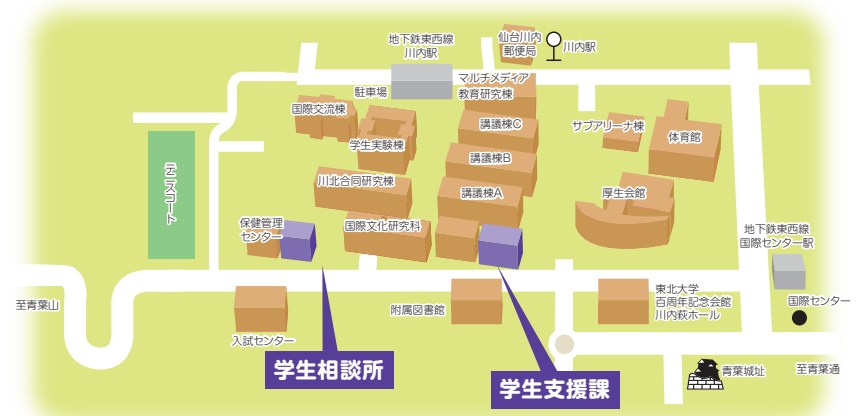 仙台川内
郵便局
川内駅
地下鉄東西線
川内駅
駐車場
マルチメディア
教育研究棟
国際交流棟
学生実験棟
講議棟C
講議棟B
講議棟A
サブアリーナ棟
体育館
川北合同研究棟
厚生会館
テニスコート
保健管理
センター
国際文化研究科
地下鉄東西線
国際センター駅
至青葉山
入試センター
附属図書館
東北大学
百周年記念会館
川内萩ホール
国際センター
学生相談所
学生支援課
青葉城址
至青葉通